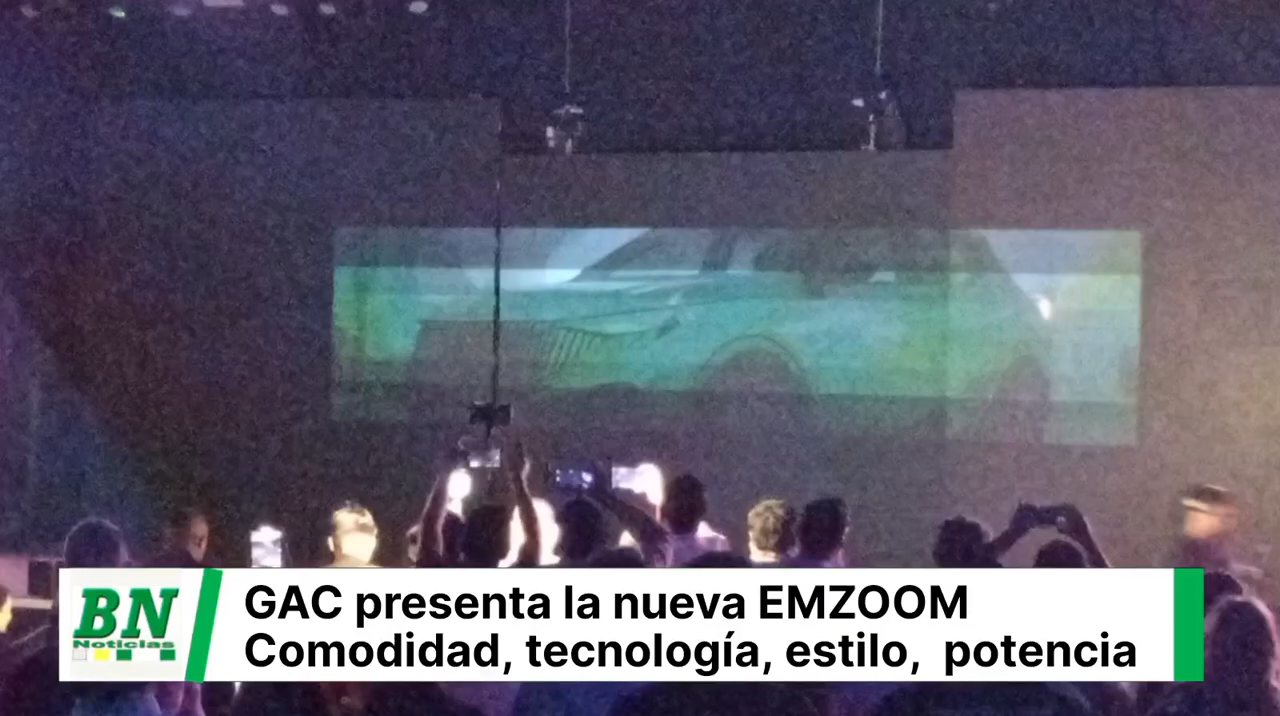 BN
Noticias
GAC presenta la nueva EMZOOM
Comodidad, tecnología, estilo, potencia